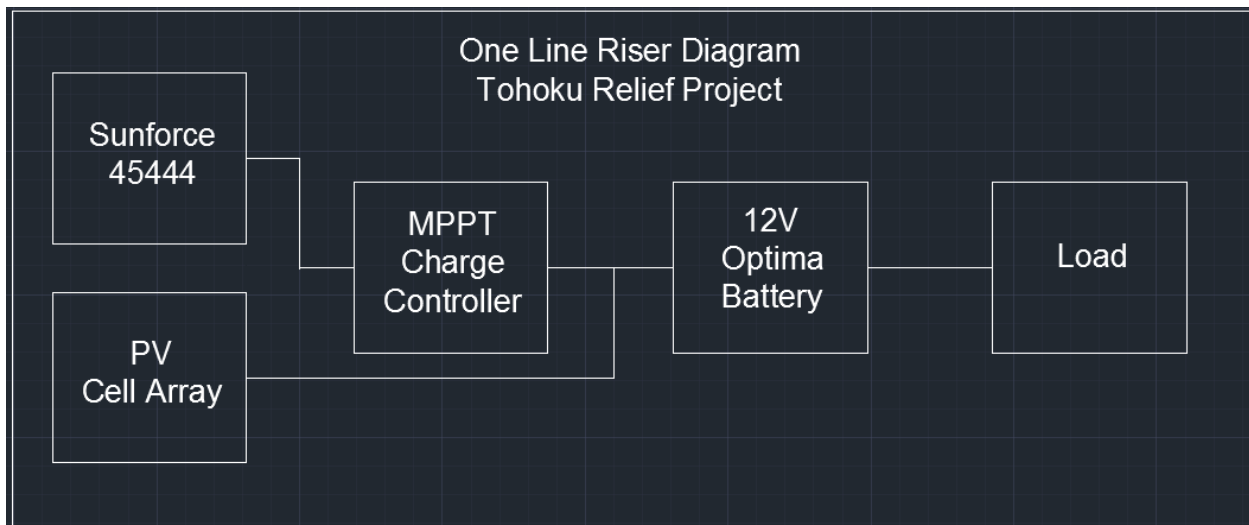 One Line Riser Diagram
Tohoku Relief Project
Sunforce
45444
MPPT
Charge
Controller
12V
Optima
Battery
Load
PV
Cell Array